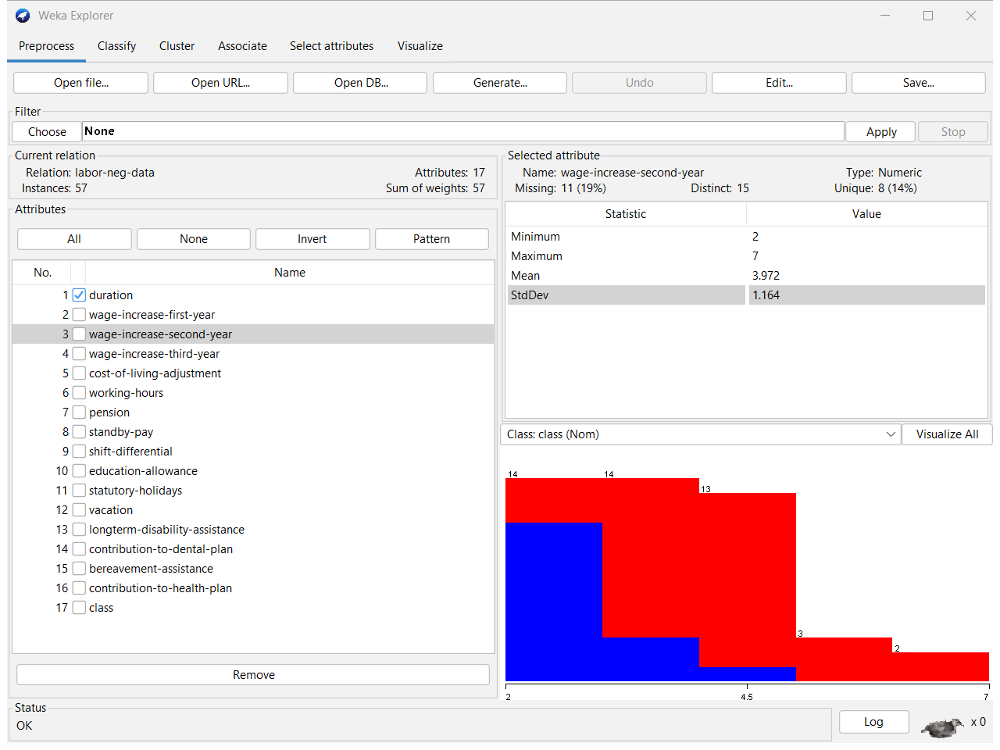 Weka Explorer
Preprocess Classify Cluster Associate Select attributes Visualize
Open file... Open URL... Open DB... Generate... Undo Edit... Save...
Filter
Choose None Apply Stop
Current relation
Relation: labor-neg-data Attributes: 17
Instances: 57 Sum of weights: 57
Attributes
All None Invert Pattern
No. Name
1 duration
2 wage-increase-first-year
3 wage-increase-second-year
4 wage-increase-third-year
5 cost-of-living-adjustment
6 working-hours
7 pension
8 standby-pay
9 shift-differential
10 education-allowance
11 statutory-holidays
12 vacation
13 longterm-disability-assistance
14 contribution-to-dental-plan
15 bereavement-assistance
16 contribution-to-health-plan
17 class
Remove
Selected attribute
Name: wage-increase-second-year Type: Numeric
Missing: 11 (19%) Distinct: 15 Unique: 8 (14%)
Statistic Value
Minimum 2
Maximum 7
Mean 3.972
StdDev 1.164
Class: class (Nom) Visualize All
14 14 13 3 2
2 4.5 7
Status
OK
Log x 0